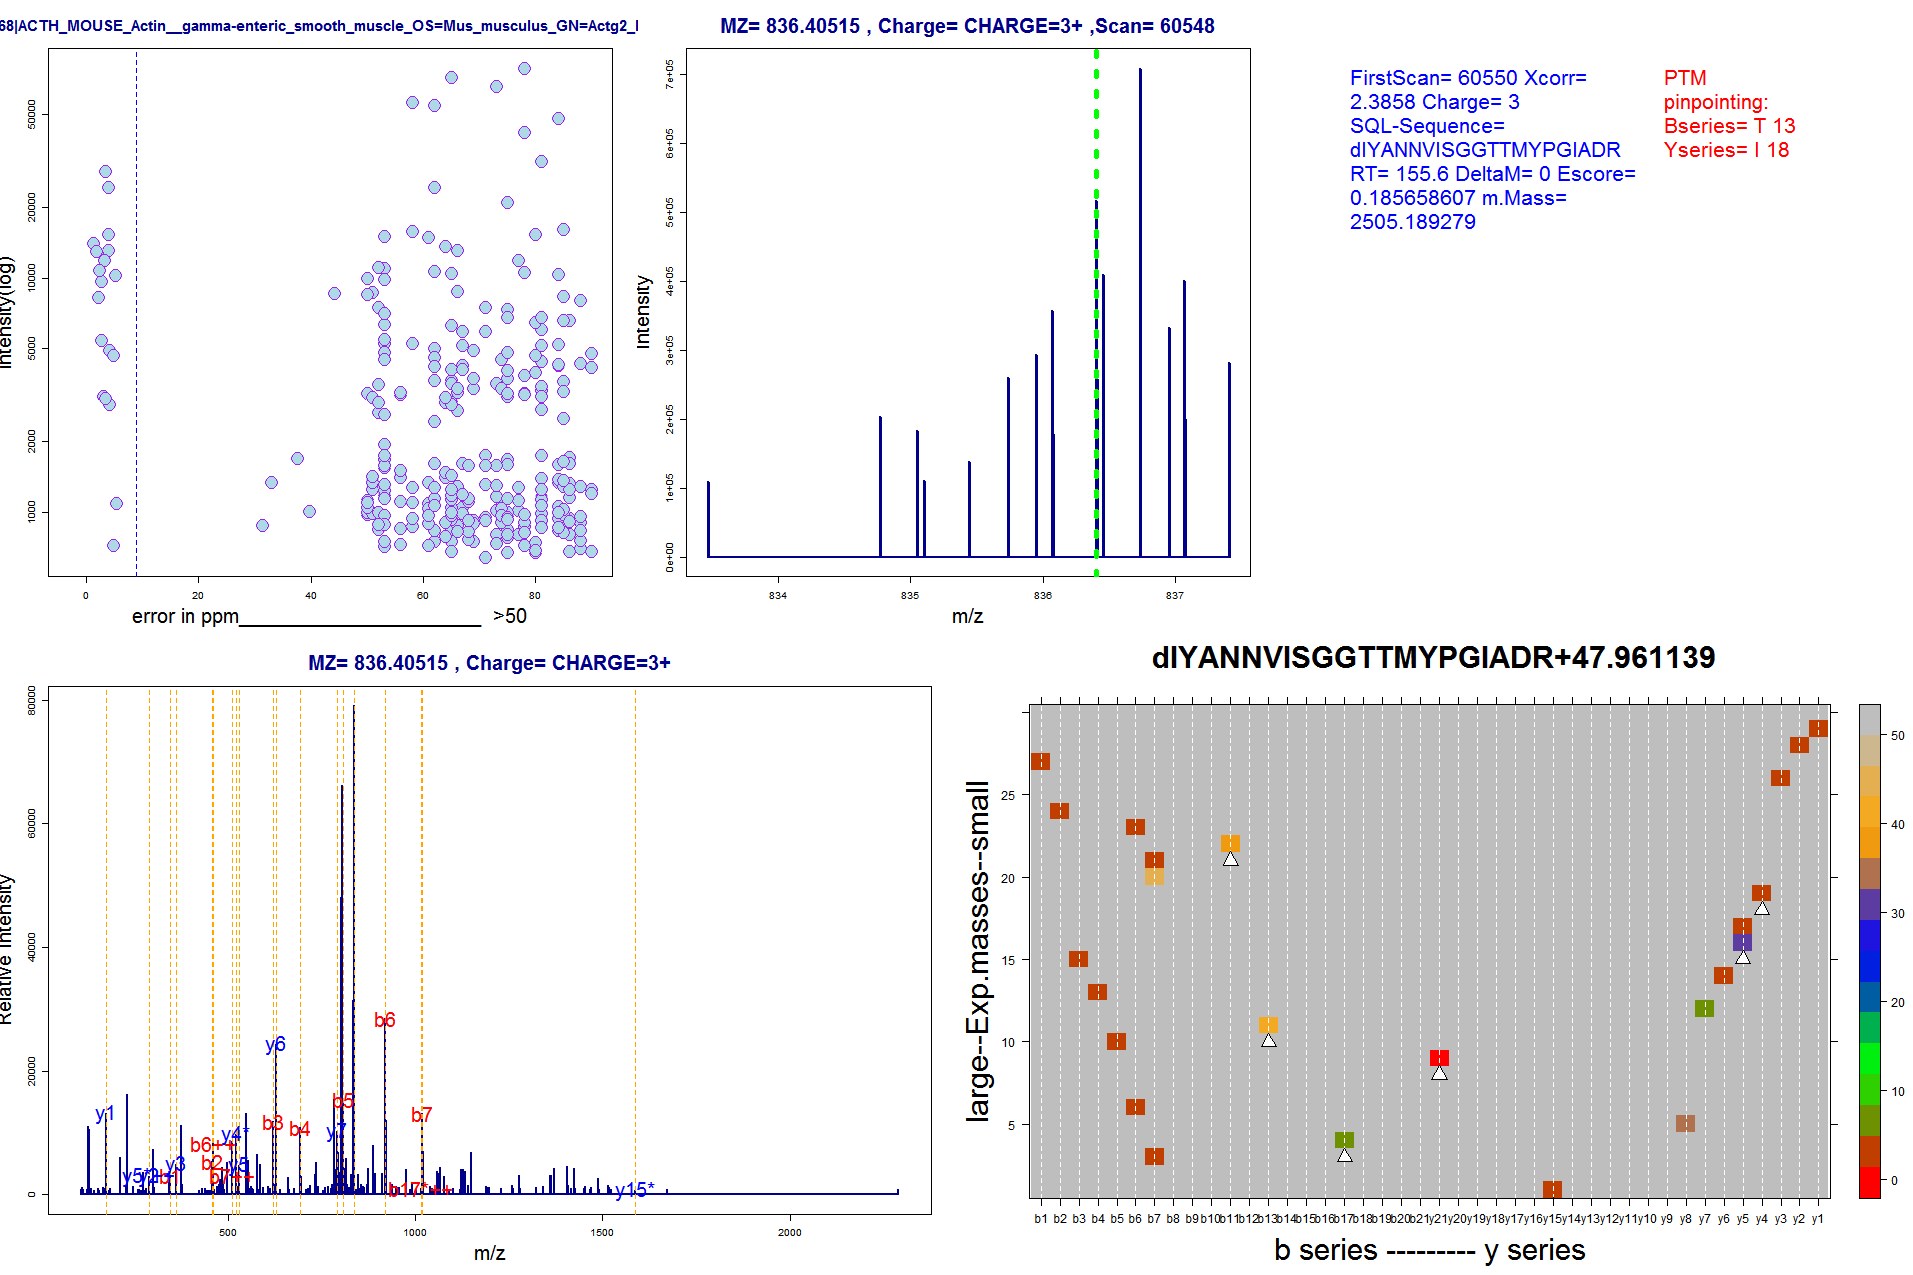 68|ACTH_MOUSE_Actin__gamma-enteric_smooth_muscle_OS=Mus_musculus_GN=Actg2_
Intensity(log)
50000
20000
10000
5000
2000
1000
0 20 40 60 80
error in ppm______________________ >50
MZ= 836.40515 , Charge= CHARGE=3+ ,Scan= 60548
Intensity
7e+05
6e+05
5e+05
4e+05
3e+05
2e+05
1e+05
0e+00
834 835 836 837
m/z
FirstScan= 60550 Xcorr=
2.3858 Charge= 3
SQL-Sequence=
dIYANNVISGGTTMYPGIADR
RT= 155.6 DeltaM= 0 Escore=
0.185658607 m.Mass=
2505.189279
PTM
pinpointing:
Bseries= T 13
Yseries= I 18
MZ= 836.40515 , Charge= CHARGE=3+
Relative Intensity
80000
60000
40000
20000
0
b6
y6
y1
b5
b7
b3
b4
y7
y4*
b6++
b2
y3
y5
b1
b7++
b17*++
y15*
500 1000 1500 2000
m/z
dIYANNVISGGTTMYPGIADR+47.961139
large--Exp.masses--small
25
20
15
10
5
50
40
30
20
10
0
b1 b2 b3 b4 b5 b6 b7 b8 b9 b10 b11 b12 b13 b14 b15 b16 b17 b18 b19 b20 b21 y21 y20 y19 y18 y17 y16 y15 y14 y13 y12 y11 y10 y9 y8 y7 y6 y5 y4 y3 y2 y1
b series --------- y series